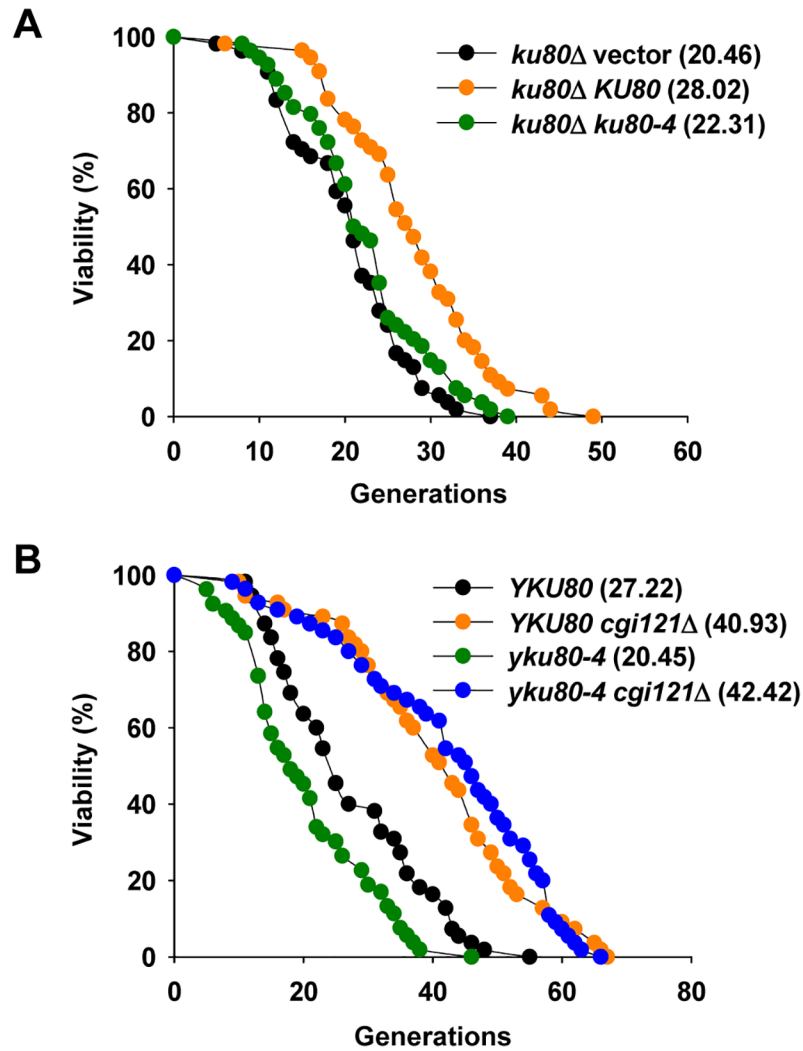 A
100
80
60
40
20
0
Viability (%)
ku80Δ vector (20.46)
ku80Δ KU80 (28.02)
ku80Δ ku80-4 (22.31)
0 10 20 30 40 50 60
Generations
B
100
80
60
40
20
0
Viability (%)
YKU80 (27.22)
YKU80 cgi121Δ (40.93)
yku80-4 (20.45)
yku80-4 cgi121Δ (42.42)
0 20 40 60 80
Generations